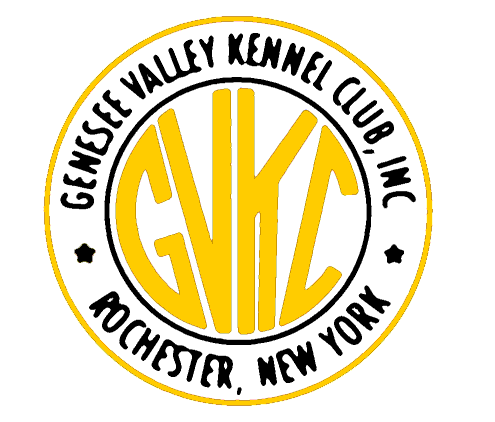 GENESEE VALLEY KENNEL CLUB, INC
GVKC
ROCHESTER, NEW YORK